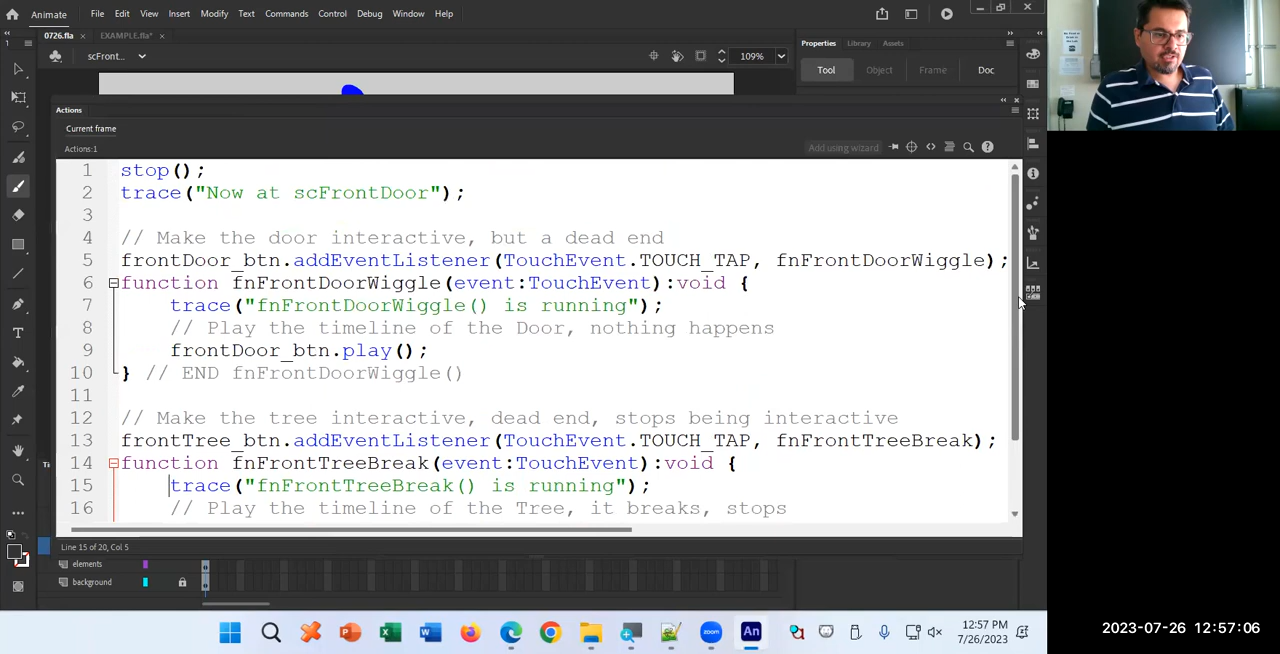 Animate File Edit View Insert Modify Text Commands Control Debug Window Help
0726.fla × EXAMPLE.fla* ×
scFront... 109%
Properties Library Assets
Tool Object Frame Doc
Actions
Current frame
Actions:1 Add using wizard
1 stop();
2 trace("Now at scFrontDoor");
3
4 // Make the door interactive, but a dead end
5 frontDoor_btn.addEventListener(TouchEvent.TOUCH_TAP, fnFrontDoorWiggle);
6 function fnFrontDoorWiggle(event:TouchEvent):void {
7 trace("fnFrontDoorWiggle() is running");
8 // Play the timeline of the Door, nothing happens
9 frontDoor_btn.play();
10 } // END fnFrontDoorWiggle()
11
12 // Make the tree interactive, dead end, stops being interactive
13 frontTree_btn.addEventListener(TouchEvent.TOUCH_TAP, fnFrontTreeBreak);
14 function fnFrontTreeBreak(event:TouchEvent):void {
15 trace("fnFrontTreeBreak() is running");
16 // Play the timeline of the Tree, it breaks, stops
Line 15 of 20, Col 5
elements
background
zoom An
12:57 PM
7/26/2023
2023-07-26 12:57:06